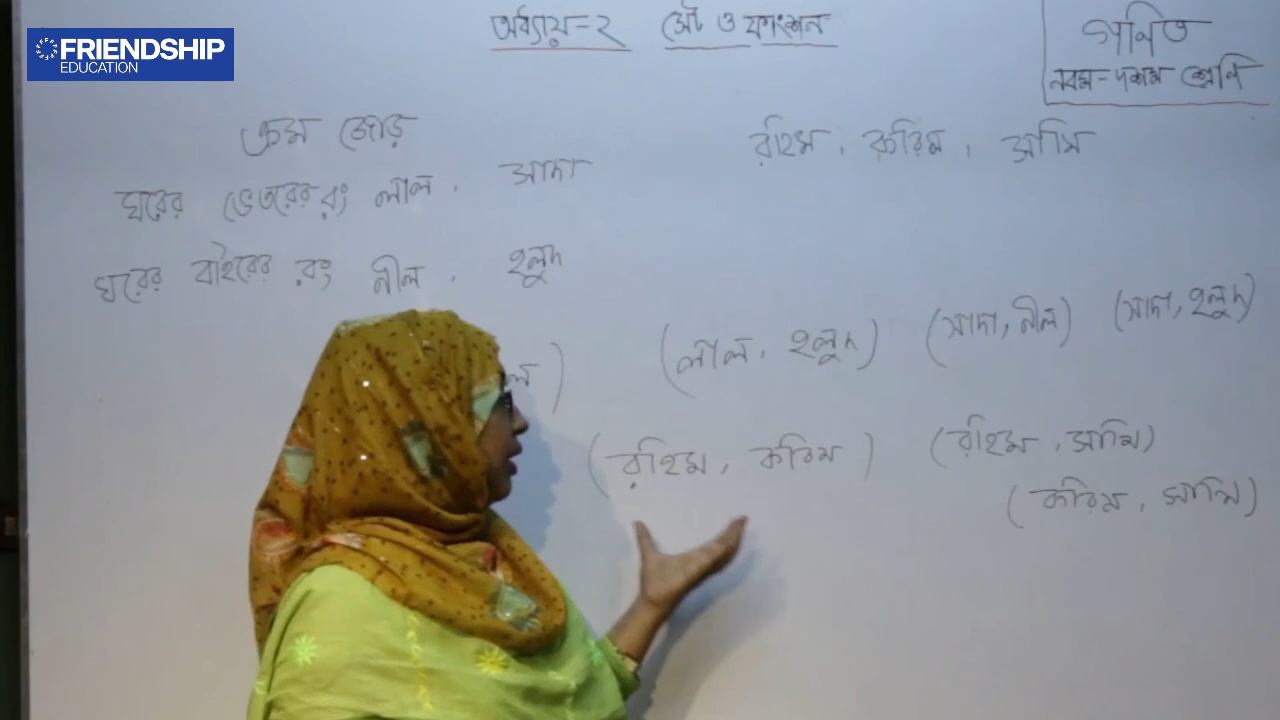 FRIENDSHIP
EDUCATION
অধ্যায়-২ সেট ও ফাংশন
গণিত
নবম-দশম শ্রেণি
ক্রম জোড়
ঘরের ভেতরের রং লাল, সাদা
ঘরের বাইরের রং নীল, হলুদ
রহিম, করিম, সামি
ল) (লাল, হলুদ) (সাদা, নীল) (সাদা, হলুদ)
(রহিম, করিম) (রহিম, সামি)
(করিম, সামি)